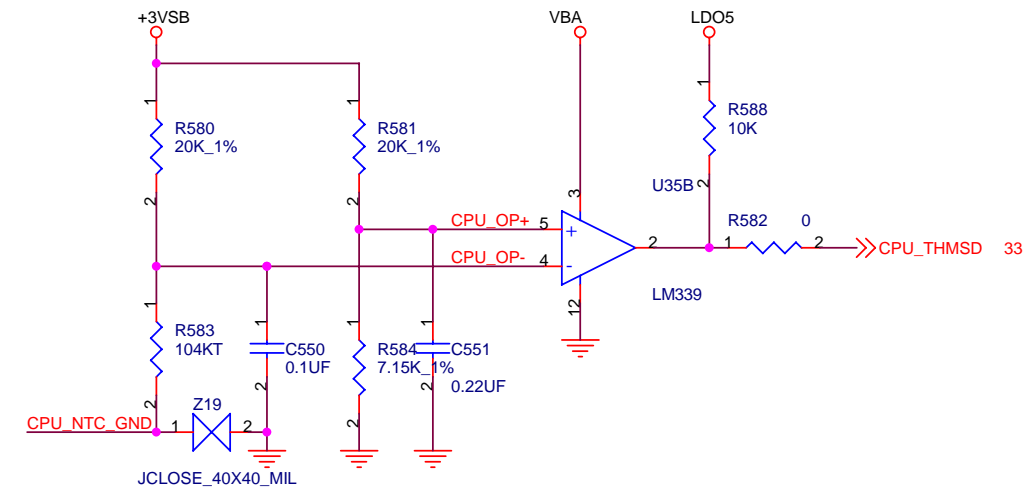 +3VSB
VBA
LDO5
1
1
1
R580
20K_1%
R581
20K_1%
R588
10K
2
2
2
U35B
3
CPU_OP+
5
+
R582
0
CPU_OP-
4
-
2
1
2
CPU_THMSD
33
12
LM339
1
1
1
1
R583
104KT
C550
0.1UF
R584
7.15K_1%
C551
0.22UF
2
2
2
2
CPU_NTC_GND
1
Z19
2
JCLOSE_40X40_MIL